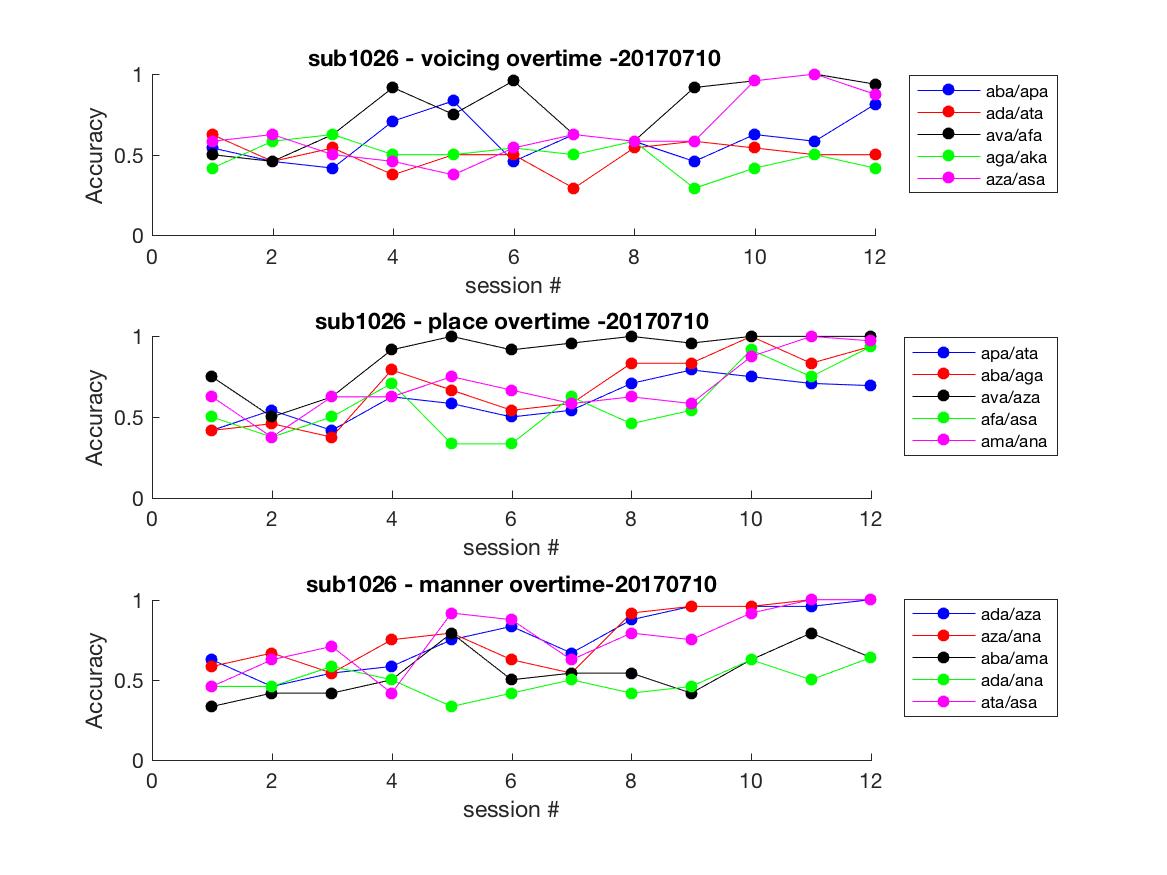 sub1026 - voicing overtime -20170710
1
0.5
0
Accuracy
0 2 4 6 8 10 12
session #
aba/apa
ada/ata
ava/afa
aga/aka
aza/asa
sub1026 - place overtime -20170710
1
0.5
0
Accuracy
0 2 4 6 8 10 12
session #
apa/ata
aba/aga
ava/aza
afa/asa
ama/ana
sub1026 - manner overtime-20170710
1
0.5
0
Accuracy
0 2 4 6 8 10 12
session #
ada/aza
aza/ana
aba/ama
ada/ana
ata/asa